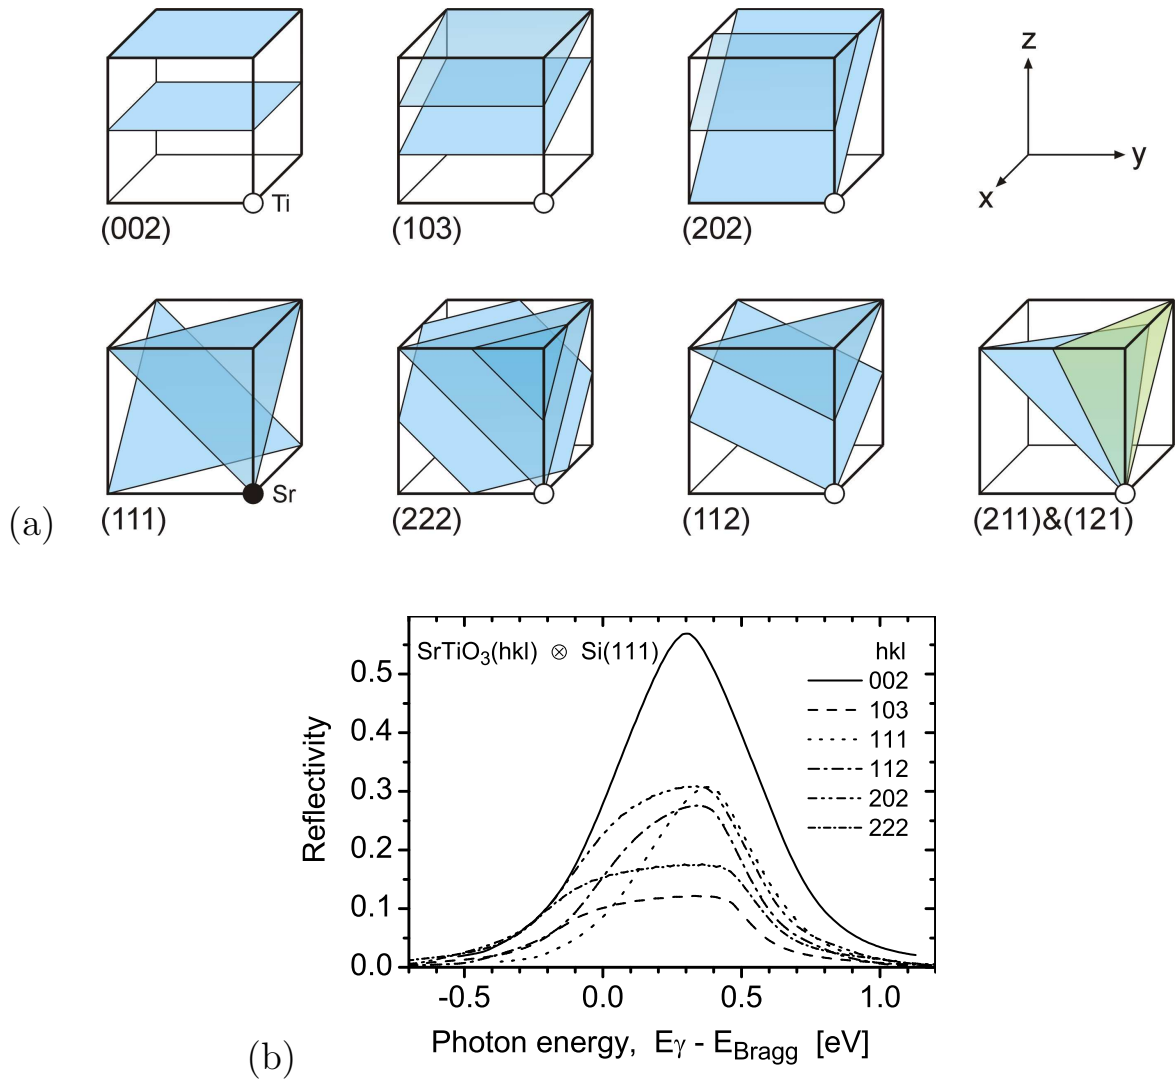 z
y
x
Ti
(002)
(103)
(202)
Sr
(a)
(111)
(222)
(112)
(211)&(121)
SrTiO3(hkl) ⊗ Si(111)
hkl
002
103
111
112
202
222
0.5
0.4
0.3
0.2
0.1
0.0
Reflectivity
-0.5 0.0 0.5 1.0
Photon energy, Eγ - EBragg [eV]
(b)